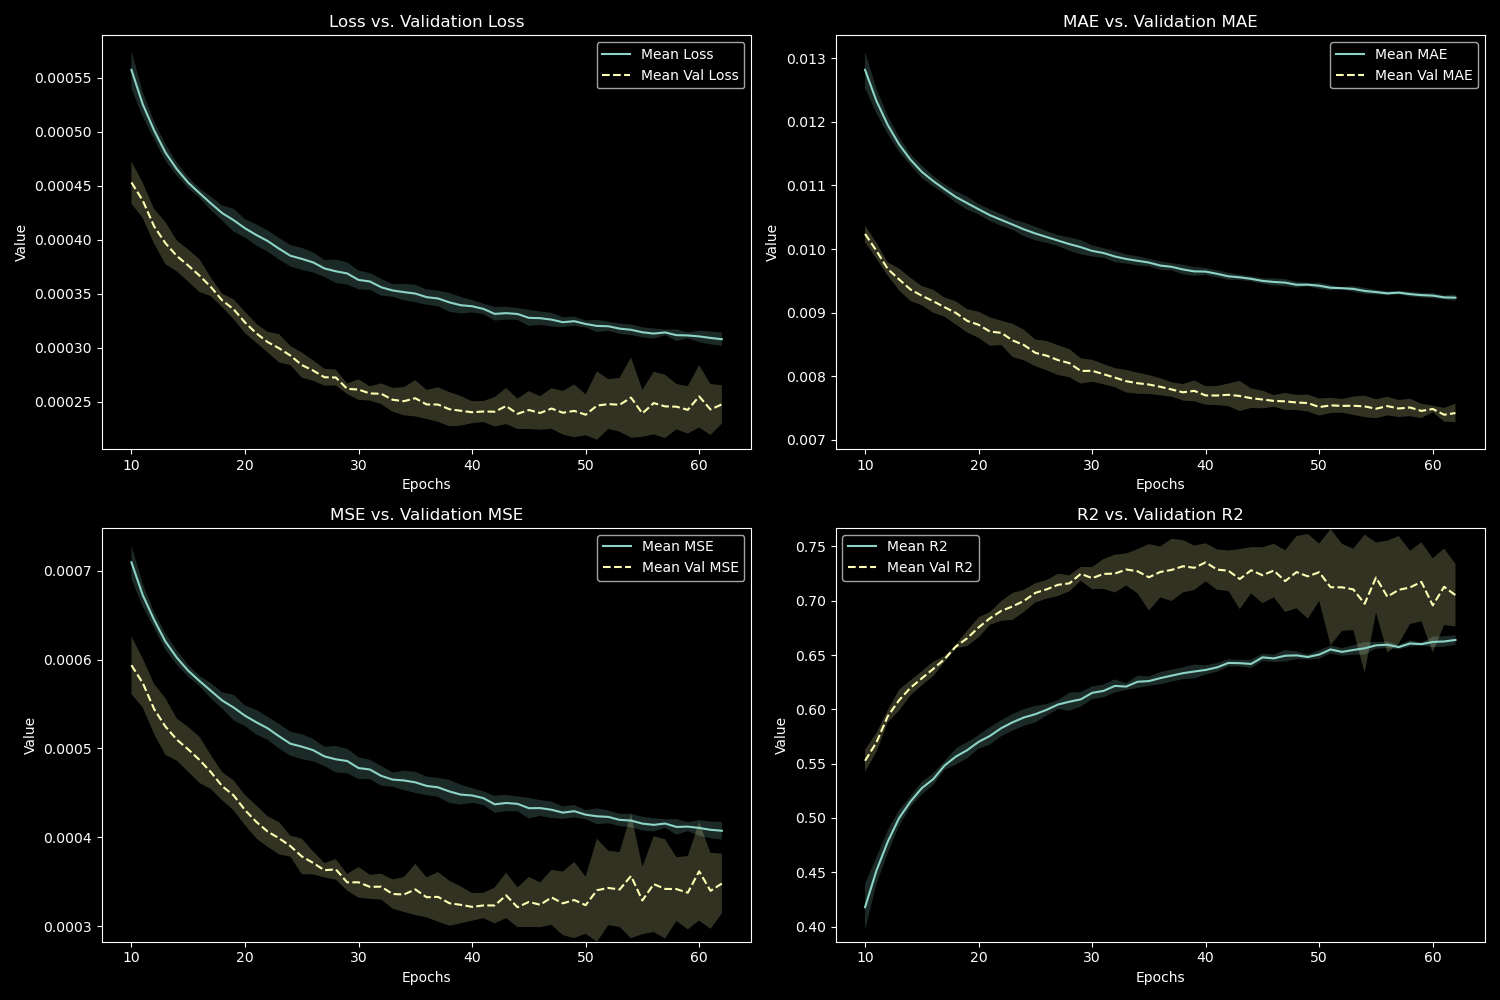 Loss vs. Validation Loss
Mean Loss
Mean Val Loss
0.00055
0.00050
0.00045
0.00040
0.00035
0.00030
0.00025
Value
10 20 30 40 50 60
Epochs
MAE vs. Validation MAE
Mean MAE
Mean Val MAE
0.013
0.012
0.011
0.010
0.009
0.008
0.007
Value
10 20 30 40 50 60
Epochs
MSE vs. Validation MSE
Mean MSE
Mean Val MSE
0.0007
0.0006
0.0005
0.0004
0.0003
Value
10 20 30 40 50 60
Epochs
R2 vs. Validation R2
Mean R2
Mean Val R2
0.75
0.70
0.65
0.60
0.55
0.50
0.45
0.40
Value
10 20 30 40 50 60
Epochs